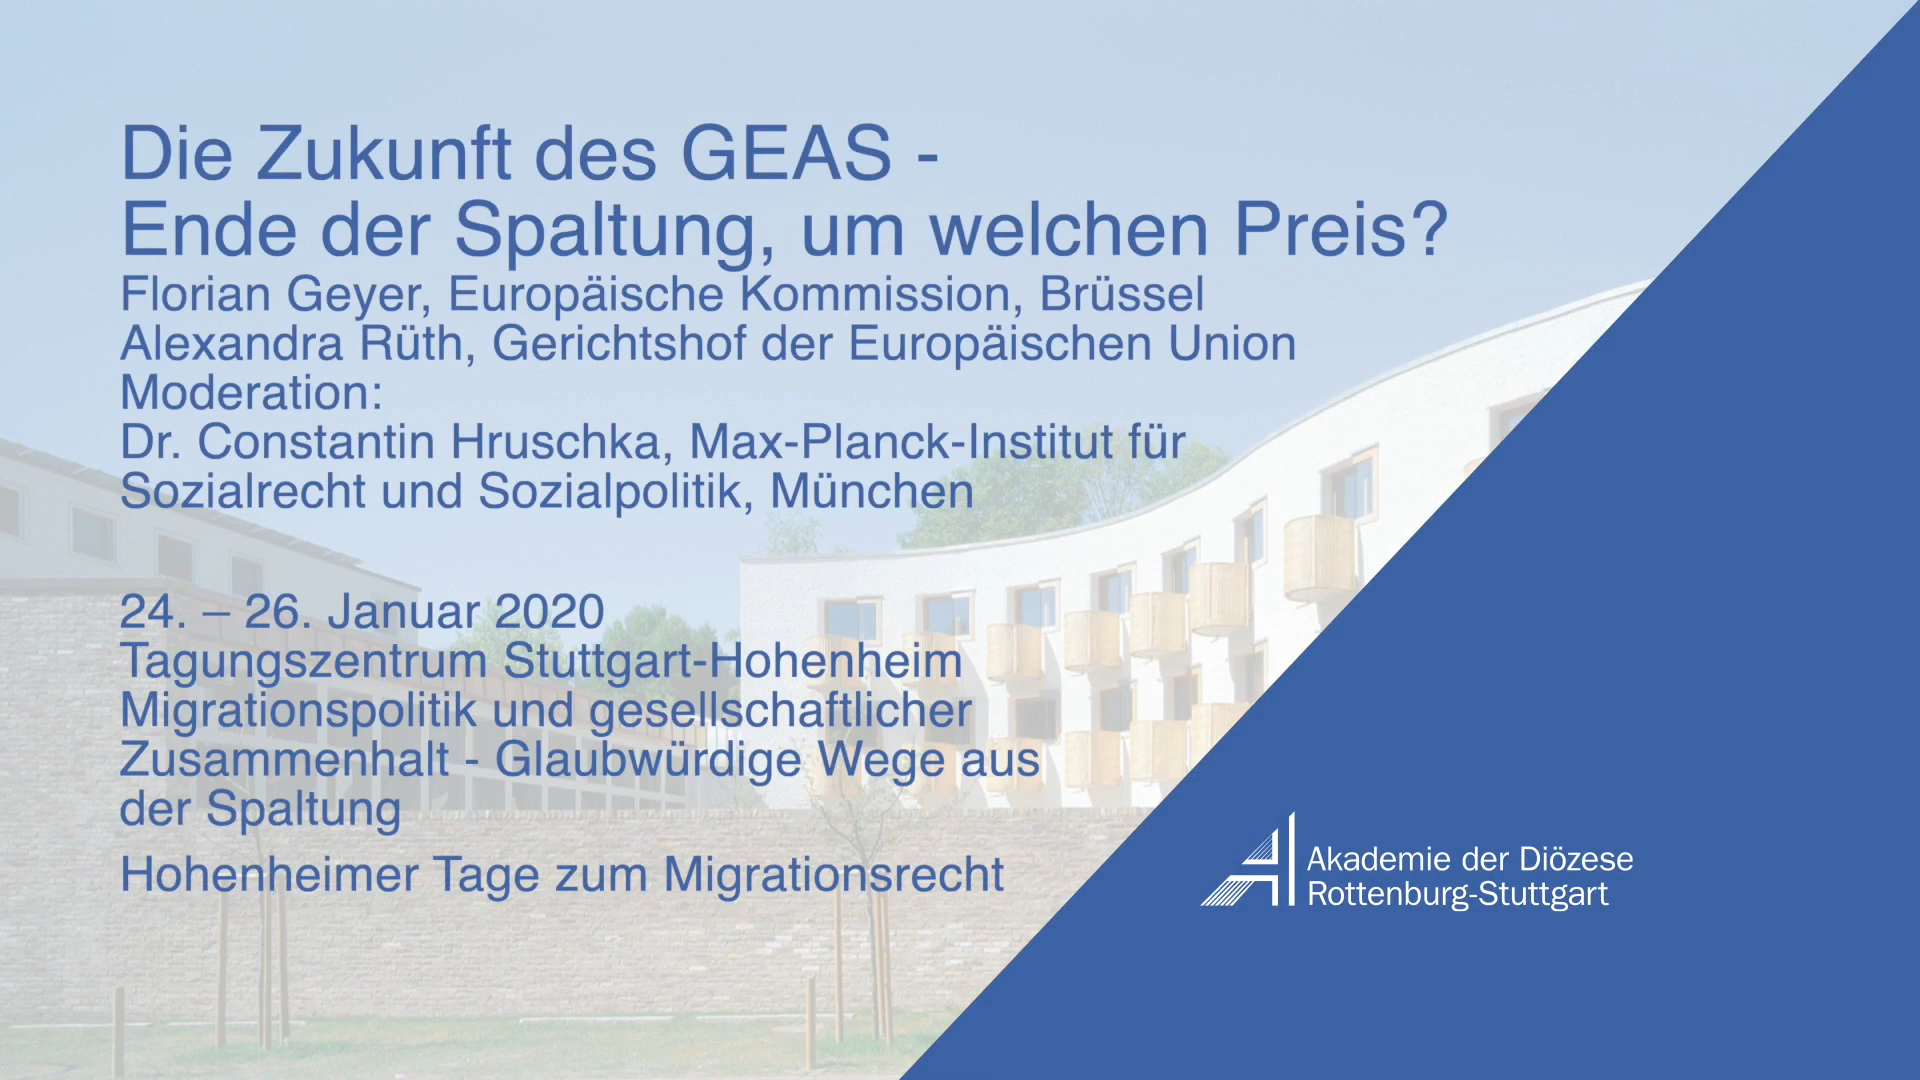 Die Zukunft des GEAS -
Ende der Spaltung, um welchen Preis?
Florian Geyer, Europäische Kommission, Brüssel
Alexandra Rüth, Gerichtshof der Europäischen Union
Moderation:
Dr. Constantin Hruschka, Max-Planck-Institut für
Sozialrecht und Sozialpolitik, München
24. – 26. Januar 2020
Tagungszentrum Stuttgart-Hohenheim
Migrationspolitik und gesellschaftlicher
Zusammenhalt - Glaubwürdige Wege aus
der Spaltung
Hohenheimer Tage zum Migrationsrecht
Akademie der Diözese
Rottenburg-Stuttgart